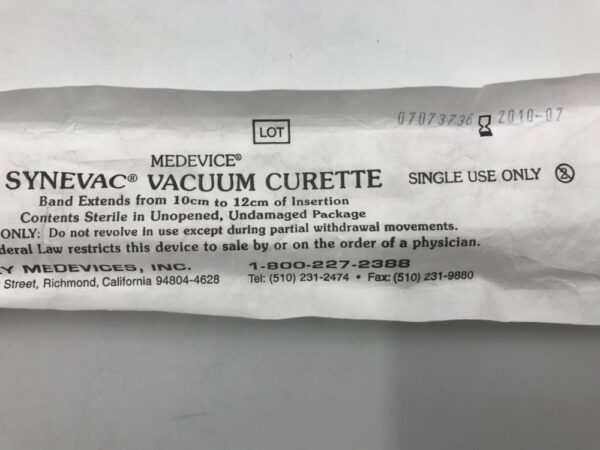 07073736 2010-07
LOT
MEDEVICE®
SYNEVAC® VACUUM CURETTE SINGLE USE ONLY
Band Extends from 10cm to 12cm of Insertion
Contents Sterile in Unopened, Undamaged Package
ONLY: Do not revolve in use except during partial withdrawal movements.
deral Law restricts this device to sale by or on the order of a physician.
Y MEDEVICES, INC. 1-800-227-2388
Street, Richmond, California 94804-4628 Tel: (510) 231-2474 • Fax: (510) 231-9880